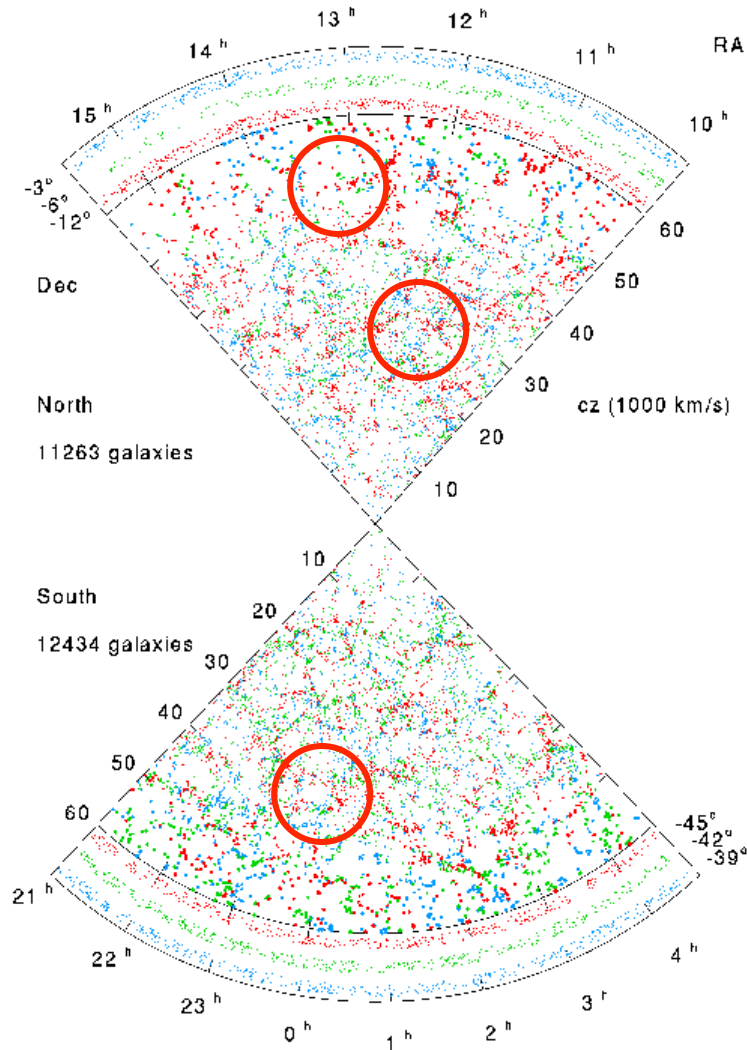 13 h
14 h
12 h
RA
11 h
15 h
10 h
-3°
-6°
-12°
60
50
Dec
40
30
North
cz (1000 km/s)
11263 galaxies
20
10
10
South
20
12434 galaxies
30
40
50
60
-45°
-42°
-39°
21 h
22 h
4 h
23 h
3 h
0 h
2 h
1 h